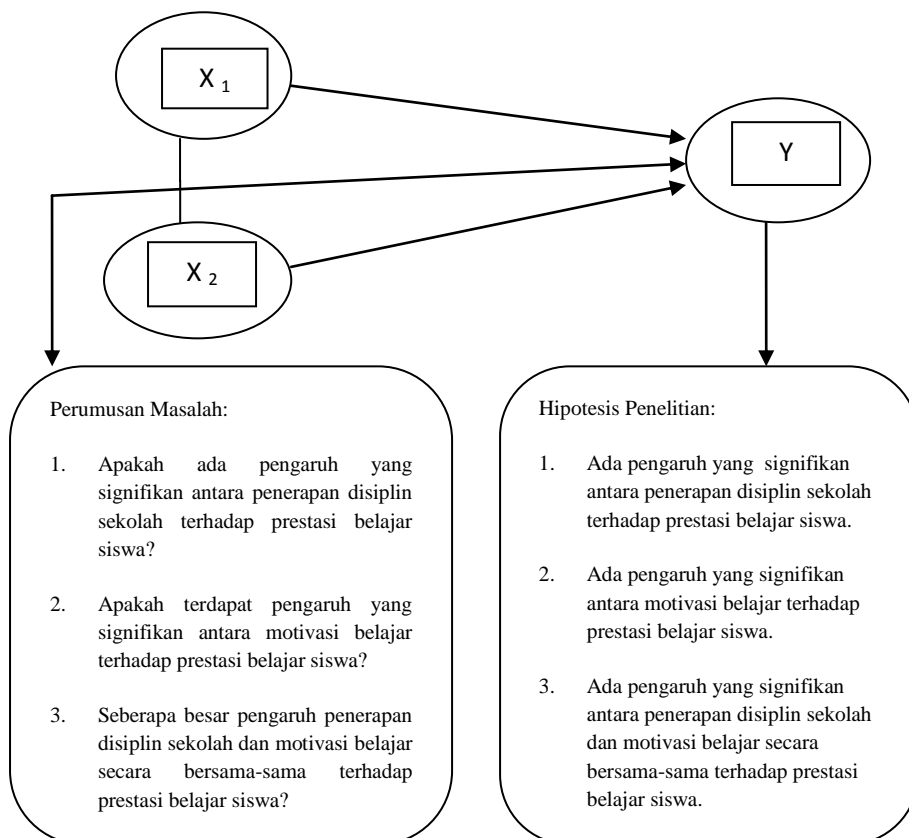 X 1
Y
X 2
Perumusan Masalah:
1. Apakah ada pengaruh yang
signifikan antara penerapan disiplin
sekolah terhadap prestasi belajar
siswa?
2. Apakah terdapat pengaruh yang
signifikan antara motivasi belajar
terhadap prestasi belajar siswa?
3. Seberapa besar pengaruh penerapan
disiplin sekolah dan motivasi belajar
secara bersama-sama terhadap
prestasi belajar siswa?
Hipotesis Penelitian:
1. Ada pengaruh yang signifikan
antara penerapan disiplin sekolah
terhadap prestasi belajar siswa.
2. Ada pengaruh yang signifikan
antara motivasi belajar terhadap
prestasi belajar siswa.
3. Ada pengaruh yang signifikan
antara penerapan disiplin sekolah
dan motivasi belajar secara
bersama-sama terhadap prestasi
belajar siswa.